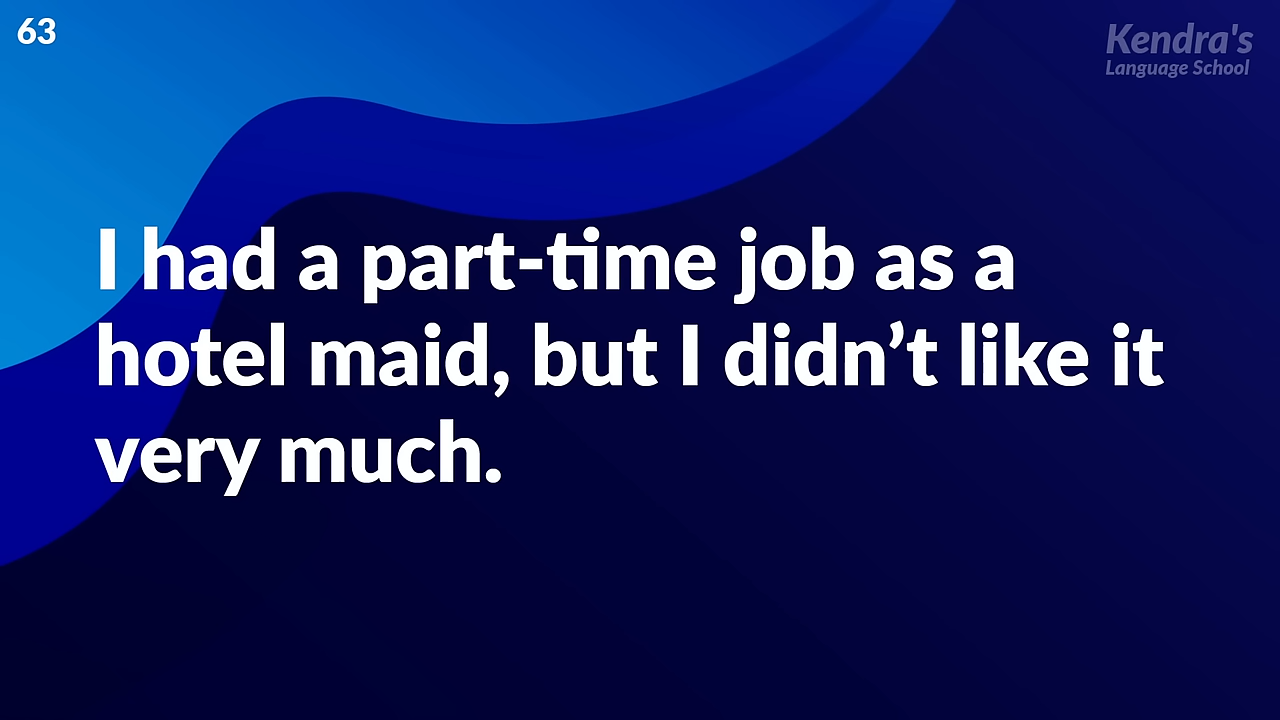 63
Kendra's
Language School
I had a part-time job as a
hotel maid, but I didn’t like it
very much.